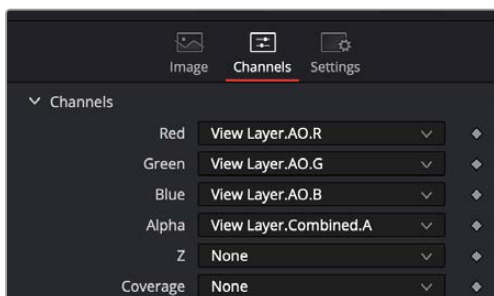 Image Channels Settings
Channels
Red View Layer.AO.R
Green View Layer.AO.G
Blue View Layer.AO.B
Alpha View Layer.Combined.A
Z None
Coverage None